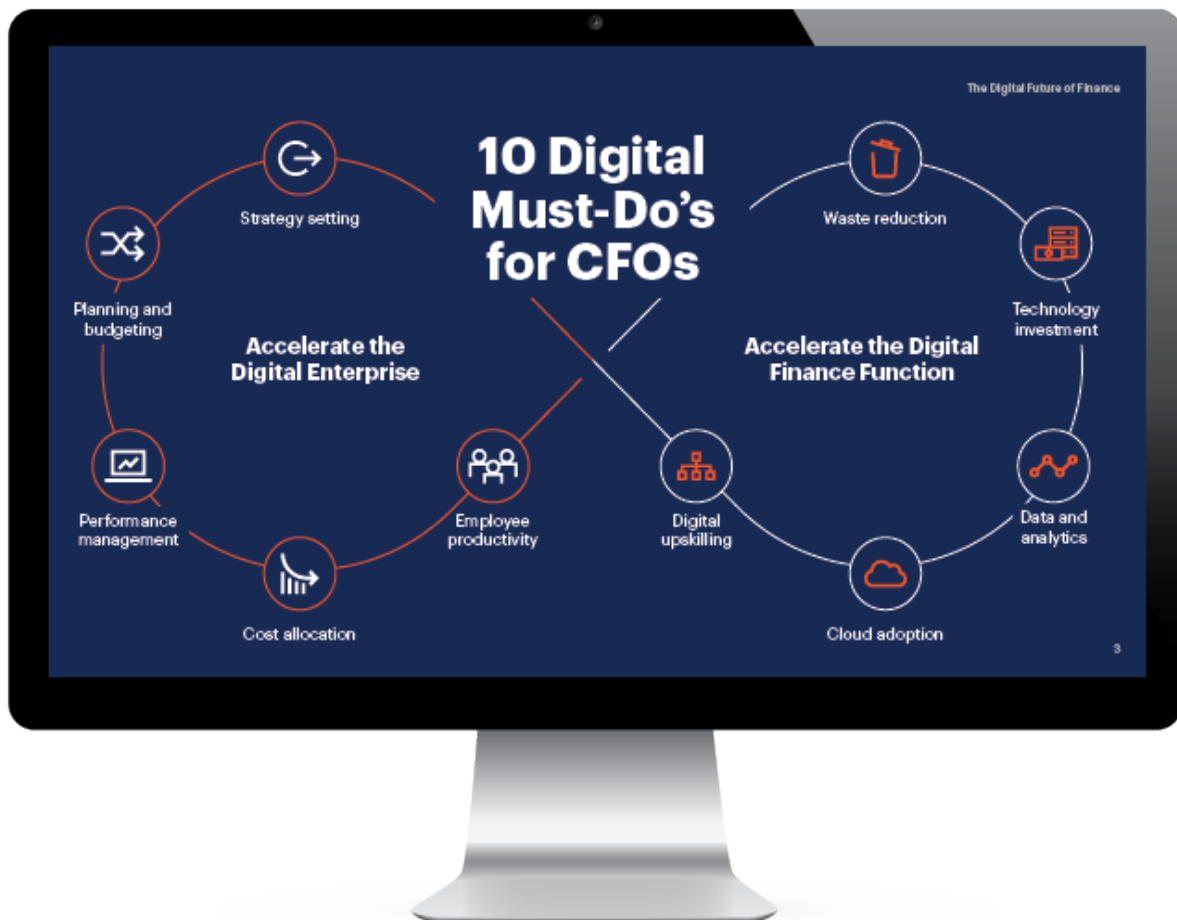 The Digital Future of Finance
10 Digital
Must-Do's
for CFOs
Strategy setting
Planning and
budgeting
Accelerate the
Digital Enterprise
Performance
management
Cost allocation
Employee
productivity
Waste reduction
Technology
investment
Accelerate the Digital
Finance Function
Data and
analytics
Digital
upskilling
Cloud adoption
3